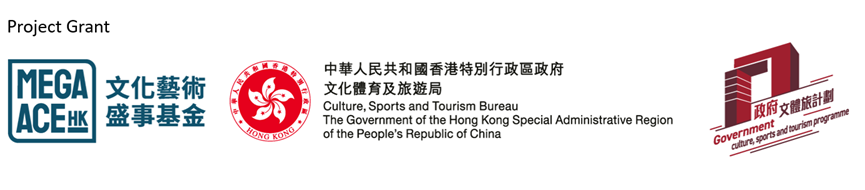 Project Grant
MEGA
ACE HK
文化藝術
盛事基金
中華人民共和國香港特別行政區
HONG KONG
中華人民共和國香港特別行政區政府
文化體育及旅遊局
Culture, Sports and Tourism Bureau
The Government of the Hong Kong Special Administrative Region
of the People's Republic of China
政府文體旅計劃
Government
culture, sports and tourism programme